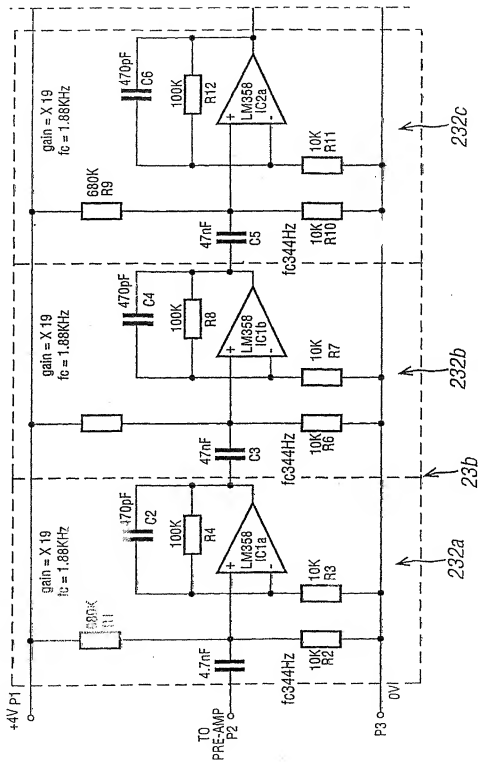 +4V P1
TO
PRE-AMP
P2
P3
0V
gain = X 19
fc = 1.88KHz
680K
4.7nF
fc344Hz
10K
R2
470pF
C2
100K
R4
LM358
IC1a
+
-
10K
R3
232a
gain = X 19
fc = 1.88KHz
47nF
C3
fc344Hz
10K
R6
470pF
C4
100K
R8
LM358
IC1b
+
-
10K
R7
232b
23b
gain = X 19
fc = 1.88KHz
680K
R9
47nF
C5
fc344Hz
10K
R10
470pF
C6
100K
R12
LM358
IC2a
+
-
10K
R11
232c